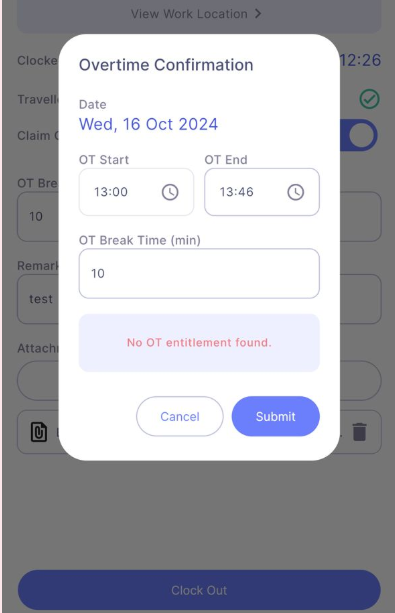 View Work Location >
Clocke
12:26
Overtime Confirmation
Travell
Date
Wed, 16 Oct 2024
Claim
OT Start OT End
OT Bre
13:00 13:46
10
OT Break Time (min)
Remark
10
test
No OT entitlement found.
Attach
Cancel Submit
Clock Out